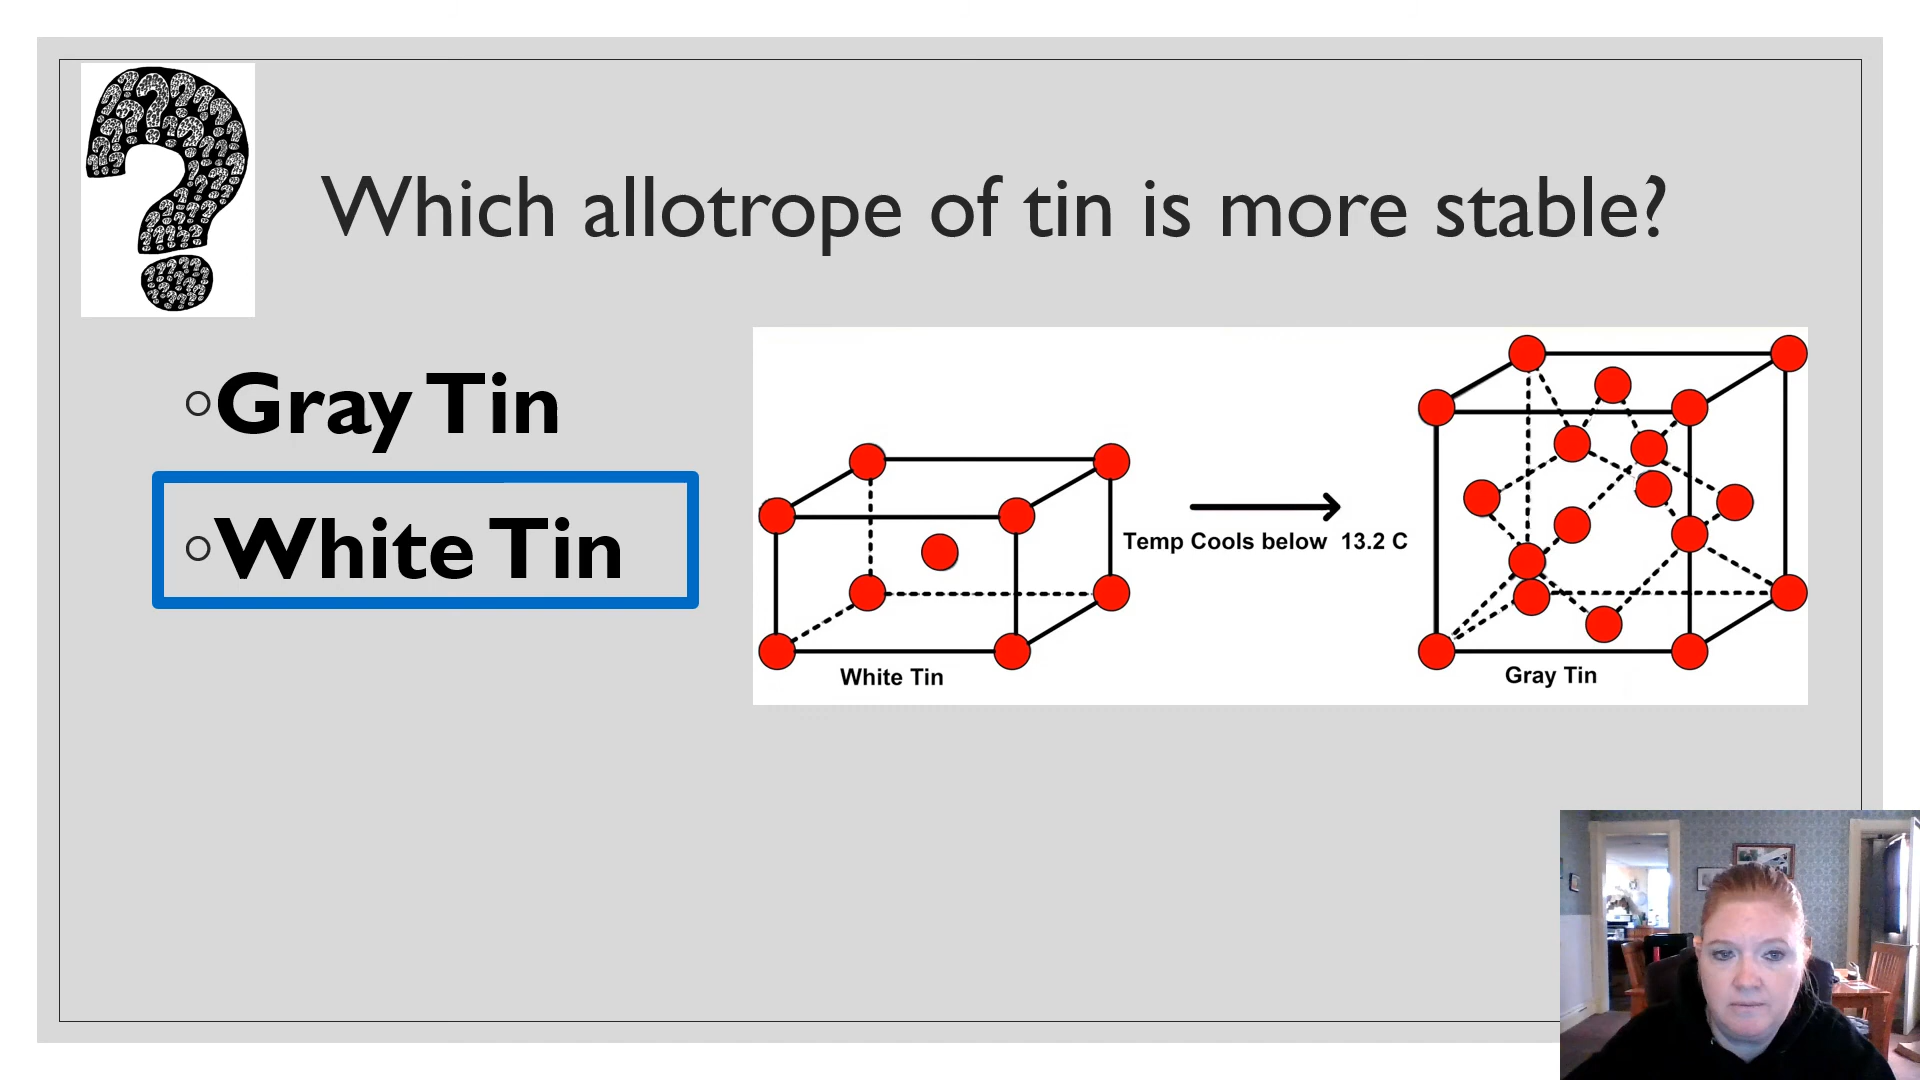 Which allotrope of tin is more stable?
Gray Tin
White Tin
Temp Cools below 13.2 C
White Tin
Gray Tin